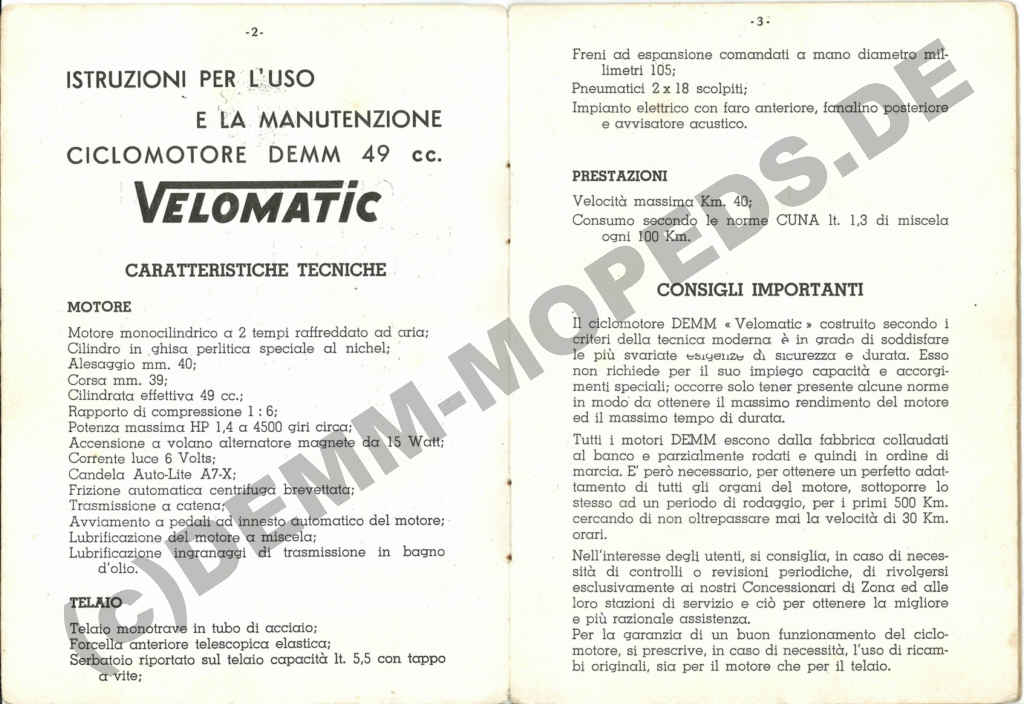 -2-
ISTRUZIONI PER L'USO
E LA MANUTENZIONE
CICLOMOTORE DEMM 49 cc.
VELOMATIC
CARATTERISTICHE TECNICHE
MOTORE
Motore monocilindrico a 2 tempi raffreddato ad aria;
Cilindro in ghisa perlitica speciale al nichel;
Alesaggio mm. 40;
Corsa mm. 39;
Cilindrata effettiva 49 cc.;
Rapporto di compressione 1 : 6;
Potenza massima HP 1,4 a 4500 giri circa;
Accensione a volano alternatore magnete da 15 Watt;
Corrente luce 6 Volts;
Candela Auto-Lite A7-X;
Frizione automatica centrifuga brevettata;
Trasmissione a catena;
Avviamento a pedali ad innesto automatico del motore;
Lubrificazione del motore a miscela;
Lubrificazione ingranaggi di trasmissione in bagno
d'olio.
TELAIO
Telaio monotrave in tubo di acciaio;
Forcella anteriore telescopica elastica;
Serbatoio riportato sul telaio capacità lt. 5,5 con tappo
a vite;
-3-
Freni ad espansione comandati a mano diametro mil-
limetri 105;
Pneumatici 2 x 18 scolpiti;
Impianto elettrico con faro anteriore, fanalino posteriore
e avvisatore acustico.
PRESTAZIONI
Velocità massima Km. 40;
Consumo secondo le norme CUNA lt. 1,3 di miscela
ogni 100 Km.
CONSIGLI IMPORTANTI
Il ciclomotore DEMM « Velomatic » costruito secondo i
criteri della tecnica moderna è in grado di soddisfare
le più svariate esigenze di sicurezza e durata. Esso
non richiede per il suo impiego capacità e accorgi-
menti speciali; occorre solo tener presente alcune norme
in modo da ottenere il massimo rendimento del motore
ed il massimo tempo di durata.
Tutti i motori DEMM escono dalla fabbrica collaudati
al banco e parzialmente rodati e quindi in ordine di
marcia. E' però necessario, per ottenere un perfetto adat-
tamento di tutti gli organi del motore, sottoporre lo
stesso ad un periodo di rodaggio, per i primi 500 Km.
cercando di non oltrepassare mai la velocità di 30 Km.
orari.
Nell'interesse degli utenti, si consiglia, in caso di neces-
sità di controlli o revisioni periodiche, di rivolgersi
esclusivamente ai nostri Concessionari di Zona ed alle
loro stazioni di servizio e ciò per ottenere la migliore
e più razionale assistenza.
Per la garanzia di un buon funzionamento del ciclo-
motore, si prescrive, in caso di necessità, l'uso di ricam-
bi originali, sia per il motore che per il telaio.
(c)DEMM-MOPEDS.DE